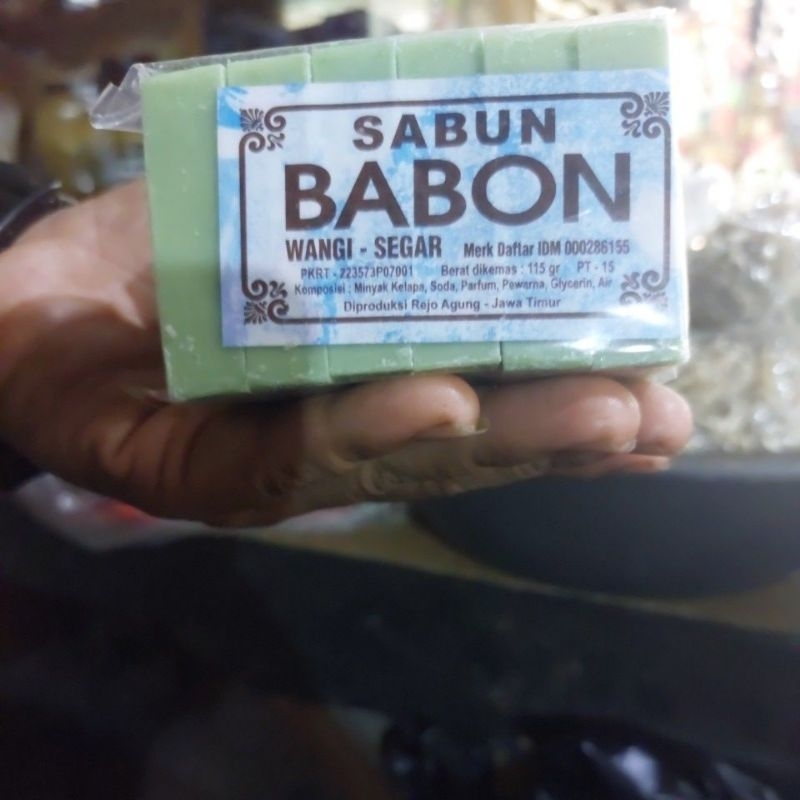 SABUN
BABON
WANGI - SEGAR Merk Daftar IDM 000286155
PKRT - 223573P07001 Berat dikemas : 115 gr PT - 15
Komposisi : Minyak Kelapa, Soda, Parfum, Pewarna, Glycerin, Air
Diproduksi Rejo Agung - Jawa Timur